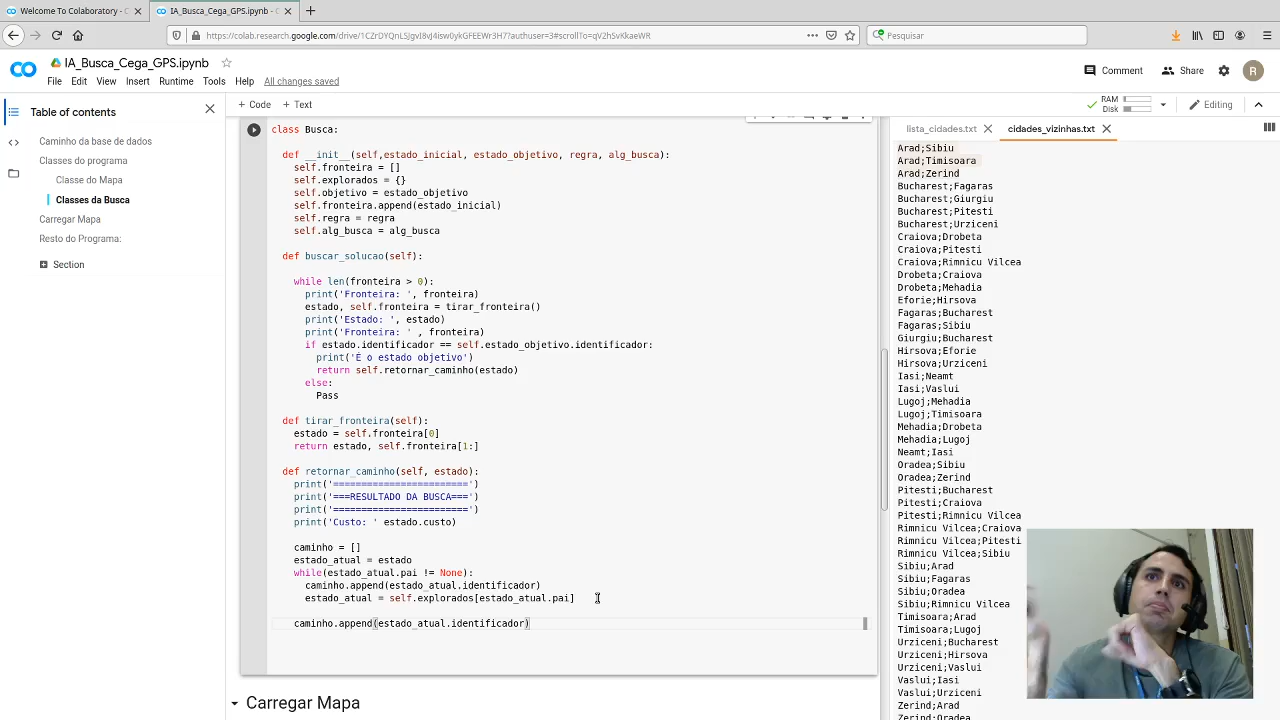 Welcome To Colaboratory - C
IA_Busca_Cega_GPS.ipynb - C
https://colab.research.google.com/drive/1CZrDYQnLSJgvI8vJ4isw0ykGFEEWr3H7?authuser=3#scrollTo=qV2hSvKkaeWR
Pesquisar
IA_Busca_Cega_GPS.ipynb
File Edit View Insert Runtime Tools Help All changes saved
Comment Share R
+ Code + Text
RAM
Disk
Editing
Table of contents
Caminho da base de dados
Classes do programa
Classe do Mapa
Classes da Busca
Carregar Mapa
Resto do Programa:
Section
class Busca:
def __init__(self,estado_inicial, estado_objetivo, regra, alg_busca):
self.fronteira = []
self.explorados = {}
self.objetivo = estado_objetivo
self.fronteira.append(estado_inicial)
self.regra = regra
self.alg_busca = alg_busca
def buscar_solucao(self):
while len(fronteira > 0):
print('Fronteira: ', fronteira)
estado, self.fronteira = tirar_fronteira()
print('Estado: ', estado)
print('Fronteira: ' , fronteira)
if estado.identificador == self.estado_objetivo.identificador:
print('É o estado objetivo')
return self.retornar_caminho(estado)
else:
Pass
def tirar_fronteira(self):
estado = self.fronteira[0]
return estado, self.fronteira[1:]
def retornar_caminho(self, estado):
print('========================')
print('===RESULTADO DA BUSCA===')
print('========================')
print('Custo: ' estado.custo)
caminho = []
estado_atual = estado
while(estado_atual.pai != None):
caminho.append(estado_atual,identificador)
estado_atual = self.explorados[estado_atual.pai]
caminho.append(estado_atual.identificador)
Carregar Mapa
lista_cidades.txt
cidades_vizinhas.txt
Arad;Sibiu
Arad;Timisoara
Arad;Zerind
Bucharest;Fagaras
Bucharest;Giurgiu
Bucharest;Pitesti
Bucharest;Urziceni
Craiova;Drobeta
Craiova;Pitesti
Craiova;Rimnicu Vilcea
Drobeta;Craiova
Drobeta;Mehadia
Eforie;Hirsova
Fagaras;Bucharest
Fagaras;Sibiu
Giurgiu;Bucharest
Hirsova;Eforie
Hirsova;Urziceni
Iasi;Neamt
Iasi;Vaslui
Lugoj;Mehadia
Lugoj;Timisoara
Mehadia;Drobeta
Mehadia;Lugoj
Neamt;Iasi
Oradea;Sibiu
Oradea;Zerind
Pitesti;Bucharest
Pitesti;Craiova
Pitesti;Rimnicu Vilcea
Rimnicu Vilcea;Craiova
Rimnicu Vilcea;Pitesti
Rimnicu Vilcea;Sibiu
Sibiu;Arad
Sibiu;Fagaras
Sibiu;Oradea
Sibiu;Rimnicu Vilcea
Timisoara;Arad
Timisoara;Lugoj
Urziceni;Bucharest
Urziceni;Hirsova
Urziceni;Vaslui
Vaslui;Iasi
Vaslui;Urziceni
Zerind;Arad
Zerind;Oradea